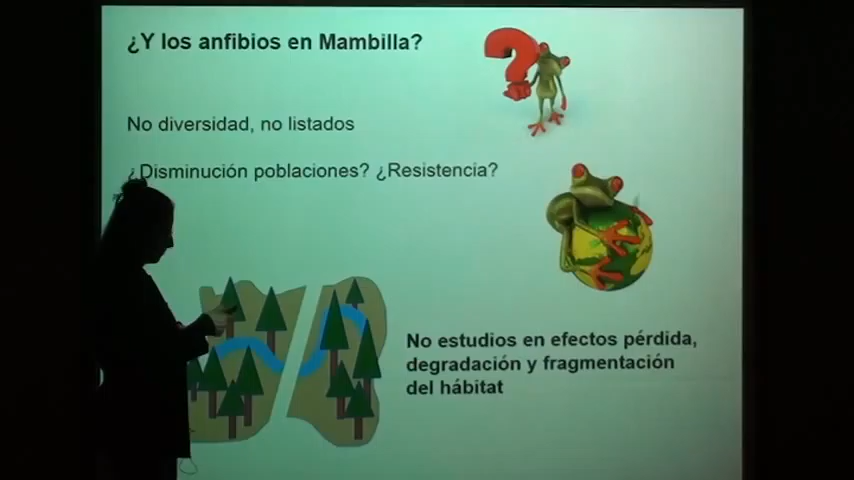 ¿Y los anfibios en Mambilla?
No diversidad, no listados
¿Disminución poblaciones? ¿Resistencia?
No estudios en efectos pérdida,
degradación y fragmentación
del hábitat